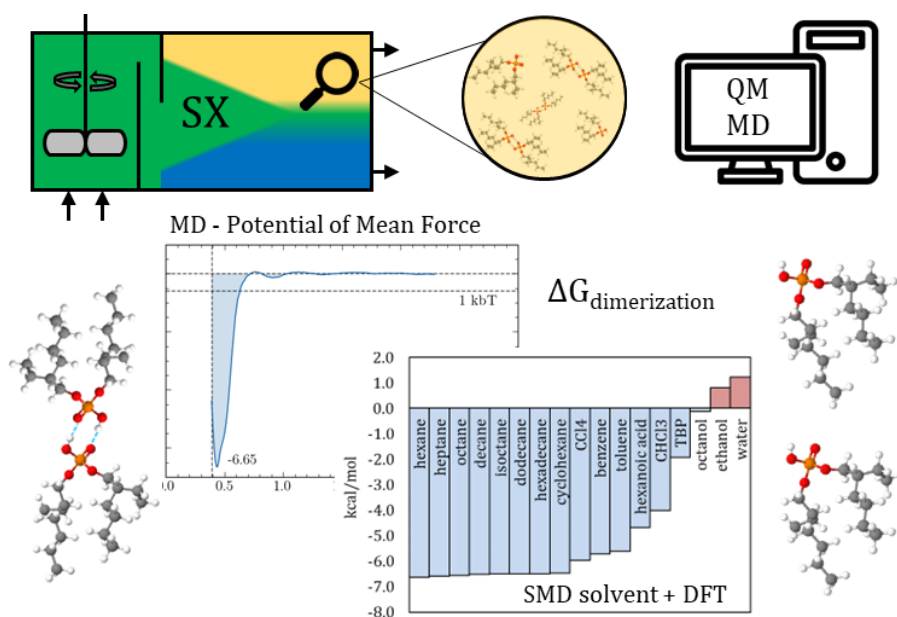 SX
QM
MD
MD - Potential of Mean Force
1 kbT
-6.65
.0
0.5
1.0
1.
ΔGdimerization
2.0
1.0
0.0
-1.0
-2.0
-3.0
-4.0
-5.0
-6.0
-7.0
-8.0
kcal/mol
hexane
heptane
octane
decane
isoctane
dodecane
hexadecane
cyclohexane
CCl4
benzene
toluene
hexanoic acid
CHCl3
TBP
octanol
ethanol
water
SMD solvent + DFT